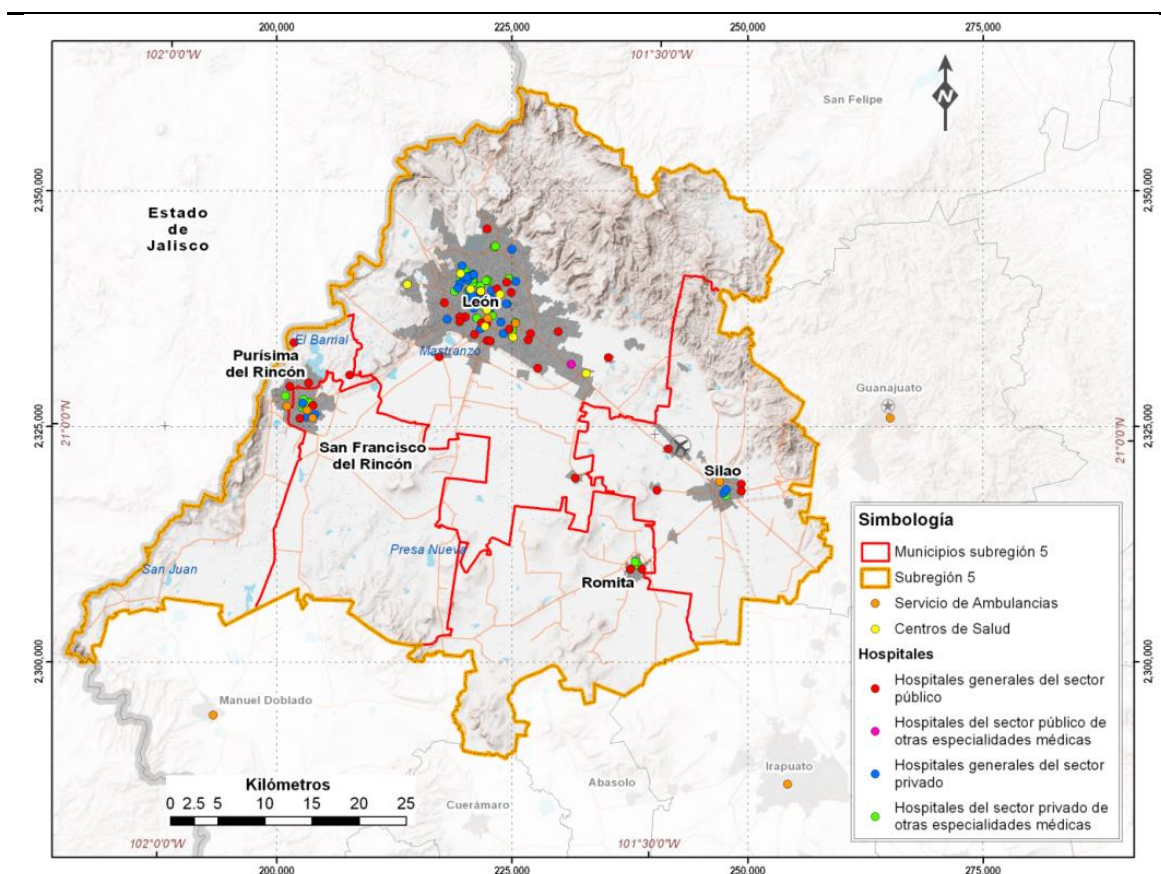 200,000 225,000 250,000 275,000
102°0'0"W 101°30'0"W
N
San Felipe
2,350,000 2,350,000
Estado
de
Jalisco
León
El Barrial
Mastranzo
Purísima
del Rincón
Guanajuato
2,325,000 2,325,000
21°0'0"N 21°0'0"N
San Francisco
del Rincón
Silao
Presa Nueva
San Juan
Romita
2,300,000 2,300,000
Manuel Doblado
Irapuato
Abasolo
Cuerámaro
Kilómetros
0 2.5 5 10 15 20 25
Simbología
Municipios subregión 5
Subregión 5
Servicio de Ambulancias
Centros de Salud
Hospitales
Hospitales generales del sector
público
Hospitales del sector público de
otras especialidades médicas
Hospitales generales del sector
privado
Hospitales del sector privado de
otras especialidades médicas
102°0'0"W 101°30'0"W
200,000 225,000 250,000 275,000